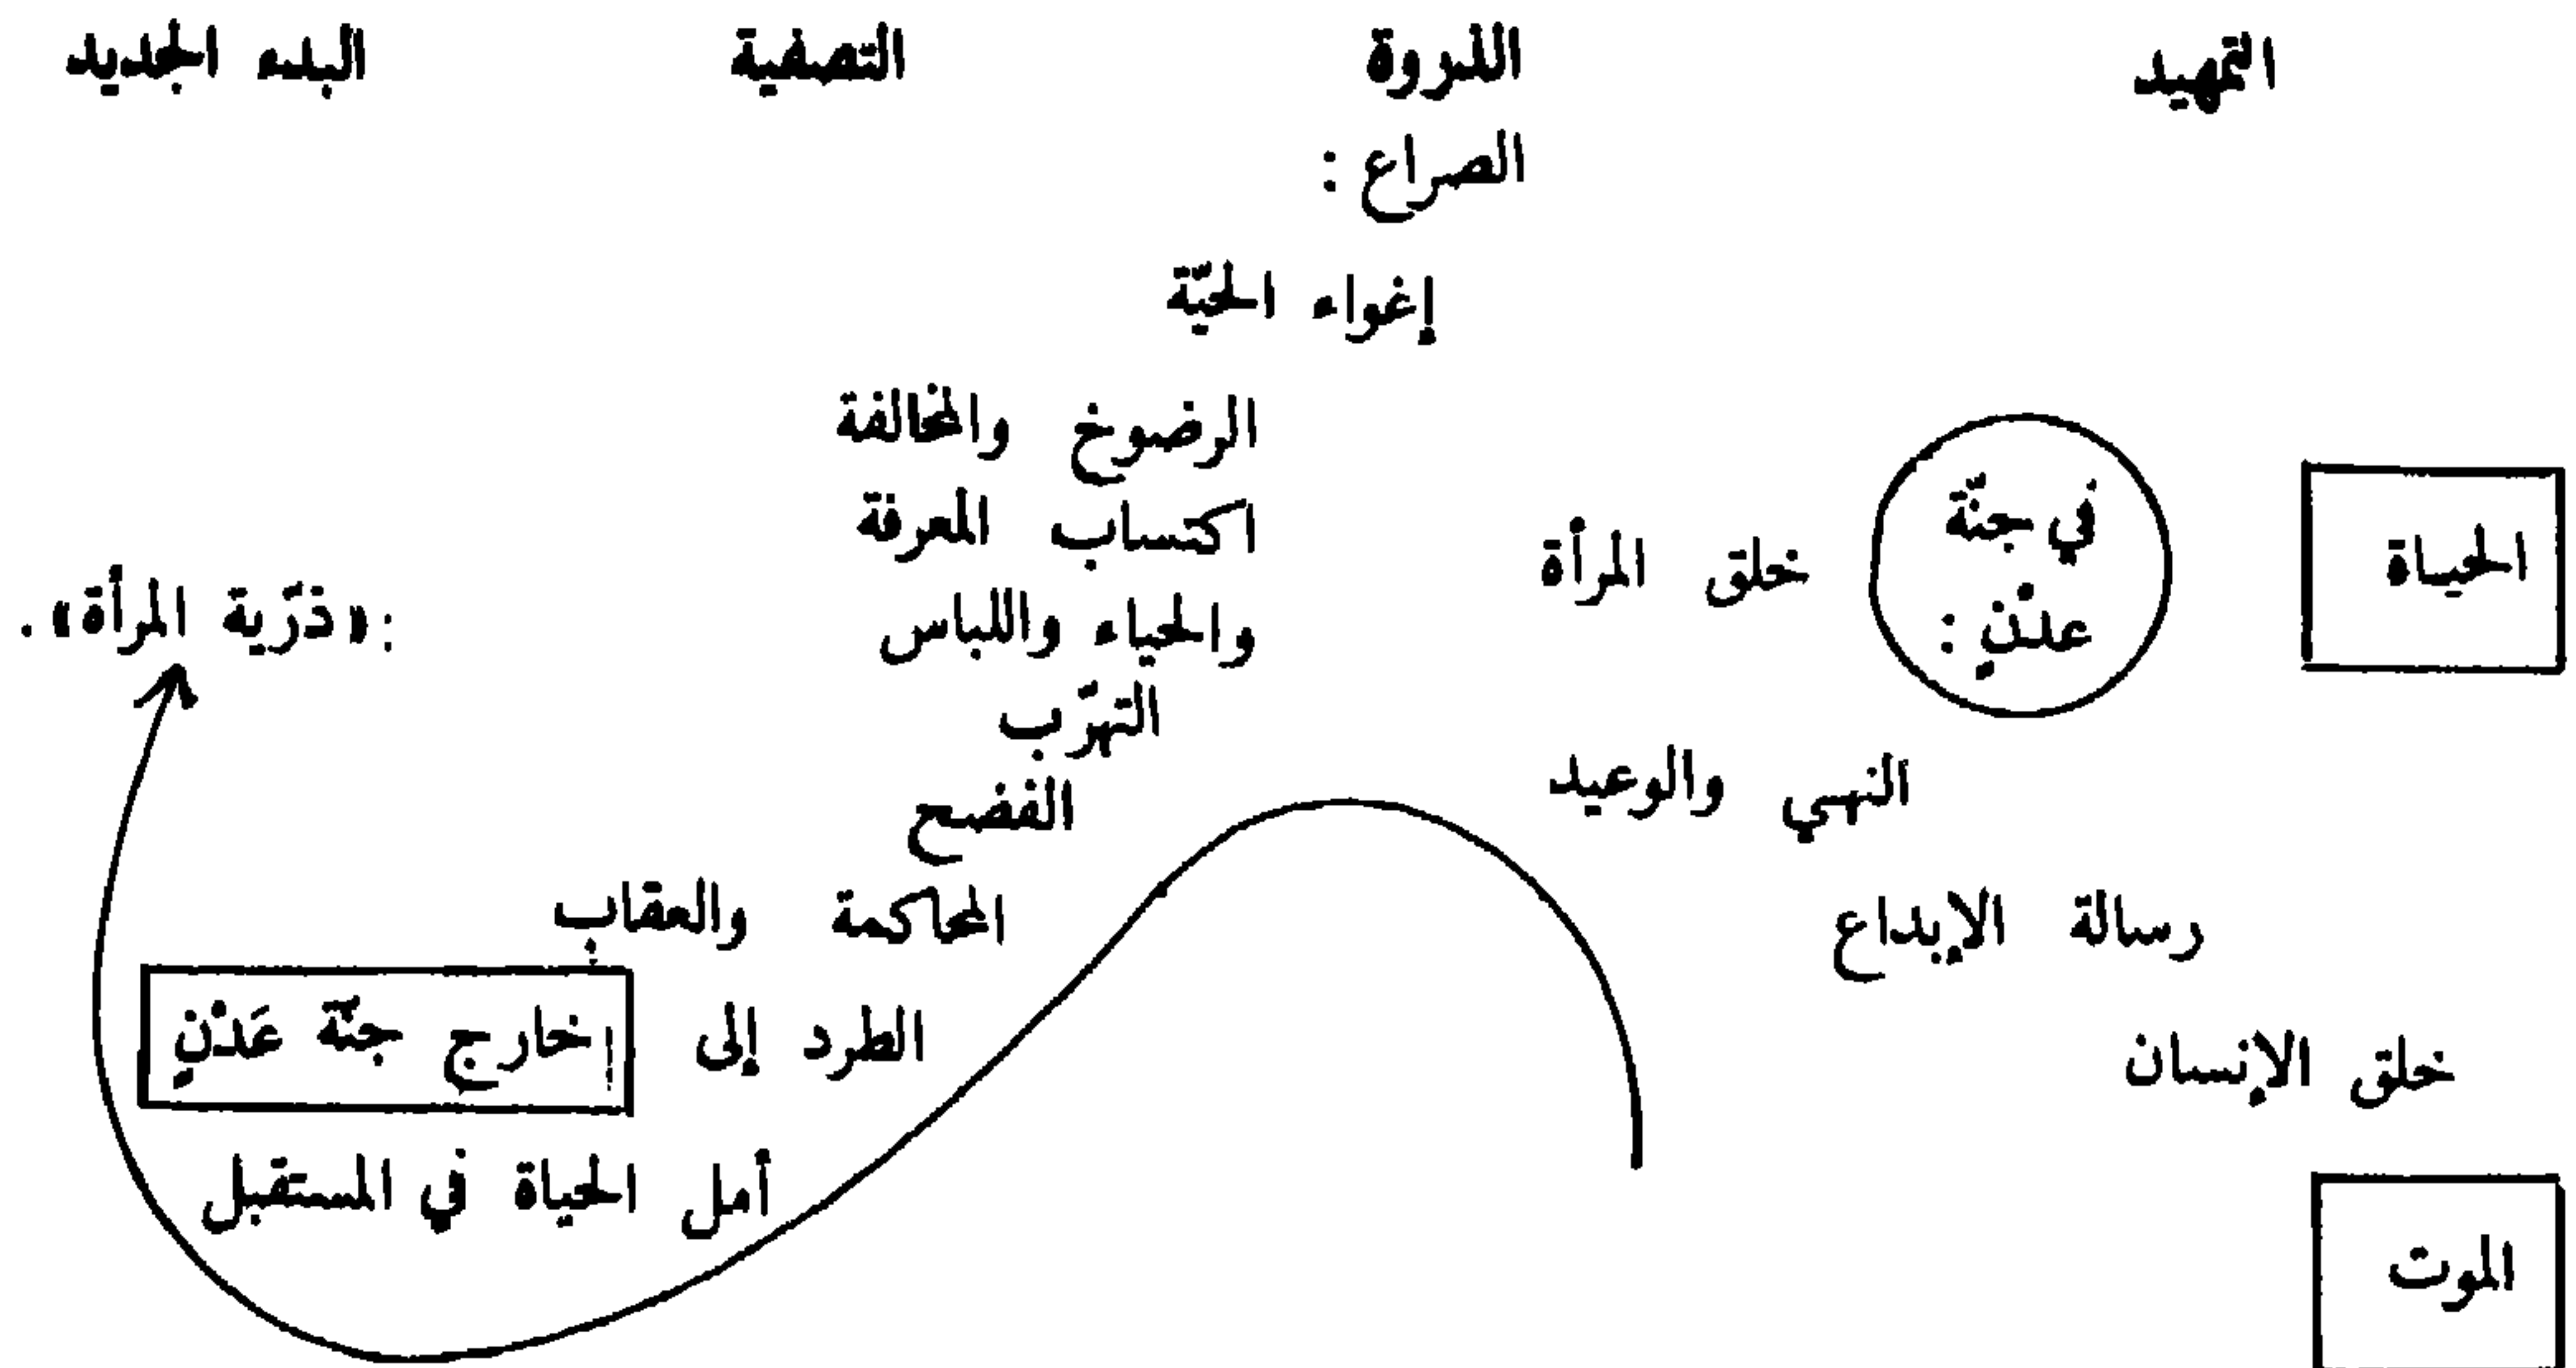 التمهيد الذروة التصفية البدء الجديد
الصراع :
إغواء الحيّة
الرضوخ والمخالفة
الحياة
في جنّة
عدْنٍ :
خلق المرأة
اكتساب المعرفة
والحياء واللباس
: «ذرّية المرأة» .
التهرّب
النهي والوعيد
الفضح
رسالة الإبداع
المحاكمة والعقاب
خلق الإنسان
الطرد إلى خارج جنّة عَدْنٍ
أمل الحياة في المستقبل
الموت